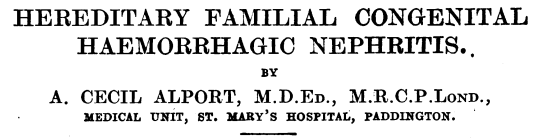 HEREDITARY FAMILIAL CONGENITAL
HAEMORRHAGIC NEPHRITIS.
BY
A. CECIL ALPORT, M.D.Ed., M.R.C.P.Lond.,
MEDICAL UNIT, ST. MARY'S HOSPITAL, PADDINGTON.